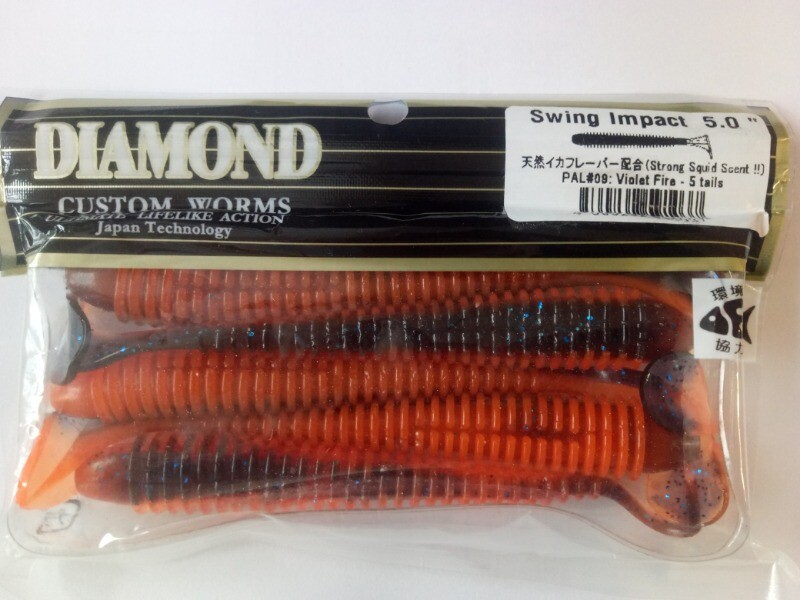 DIAMOND
CUSTOM WORMS
ULTIMATE LIFELIKE ACTION
Japan Technology
Swing Impact 5.0"
天然イカフレーバー配合(Strong Squid Scent !!)
PAL#09: Violet Fire - 5 tails
環境
協力